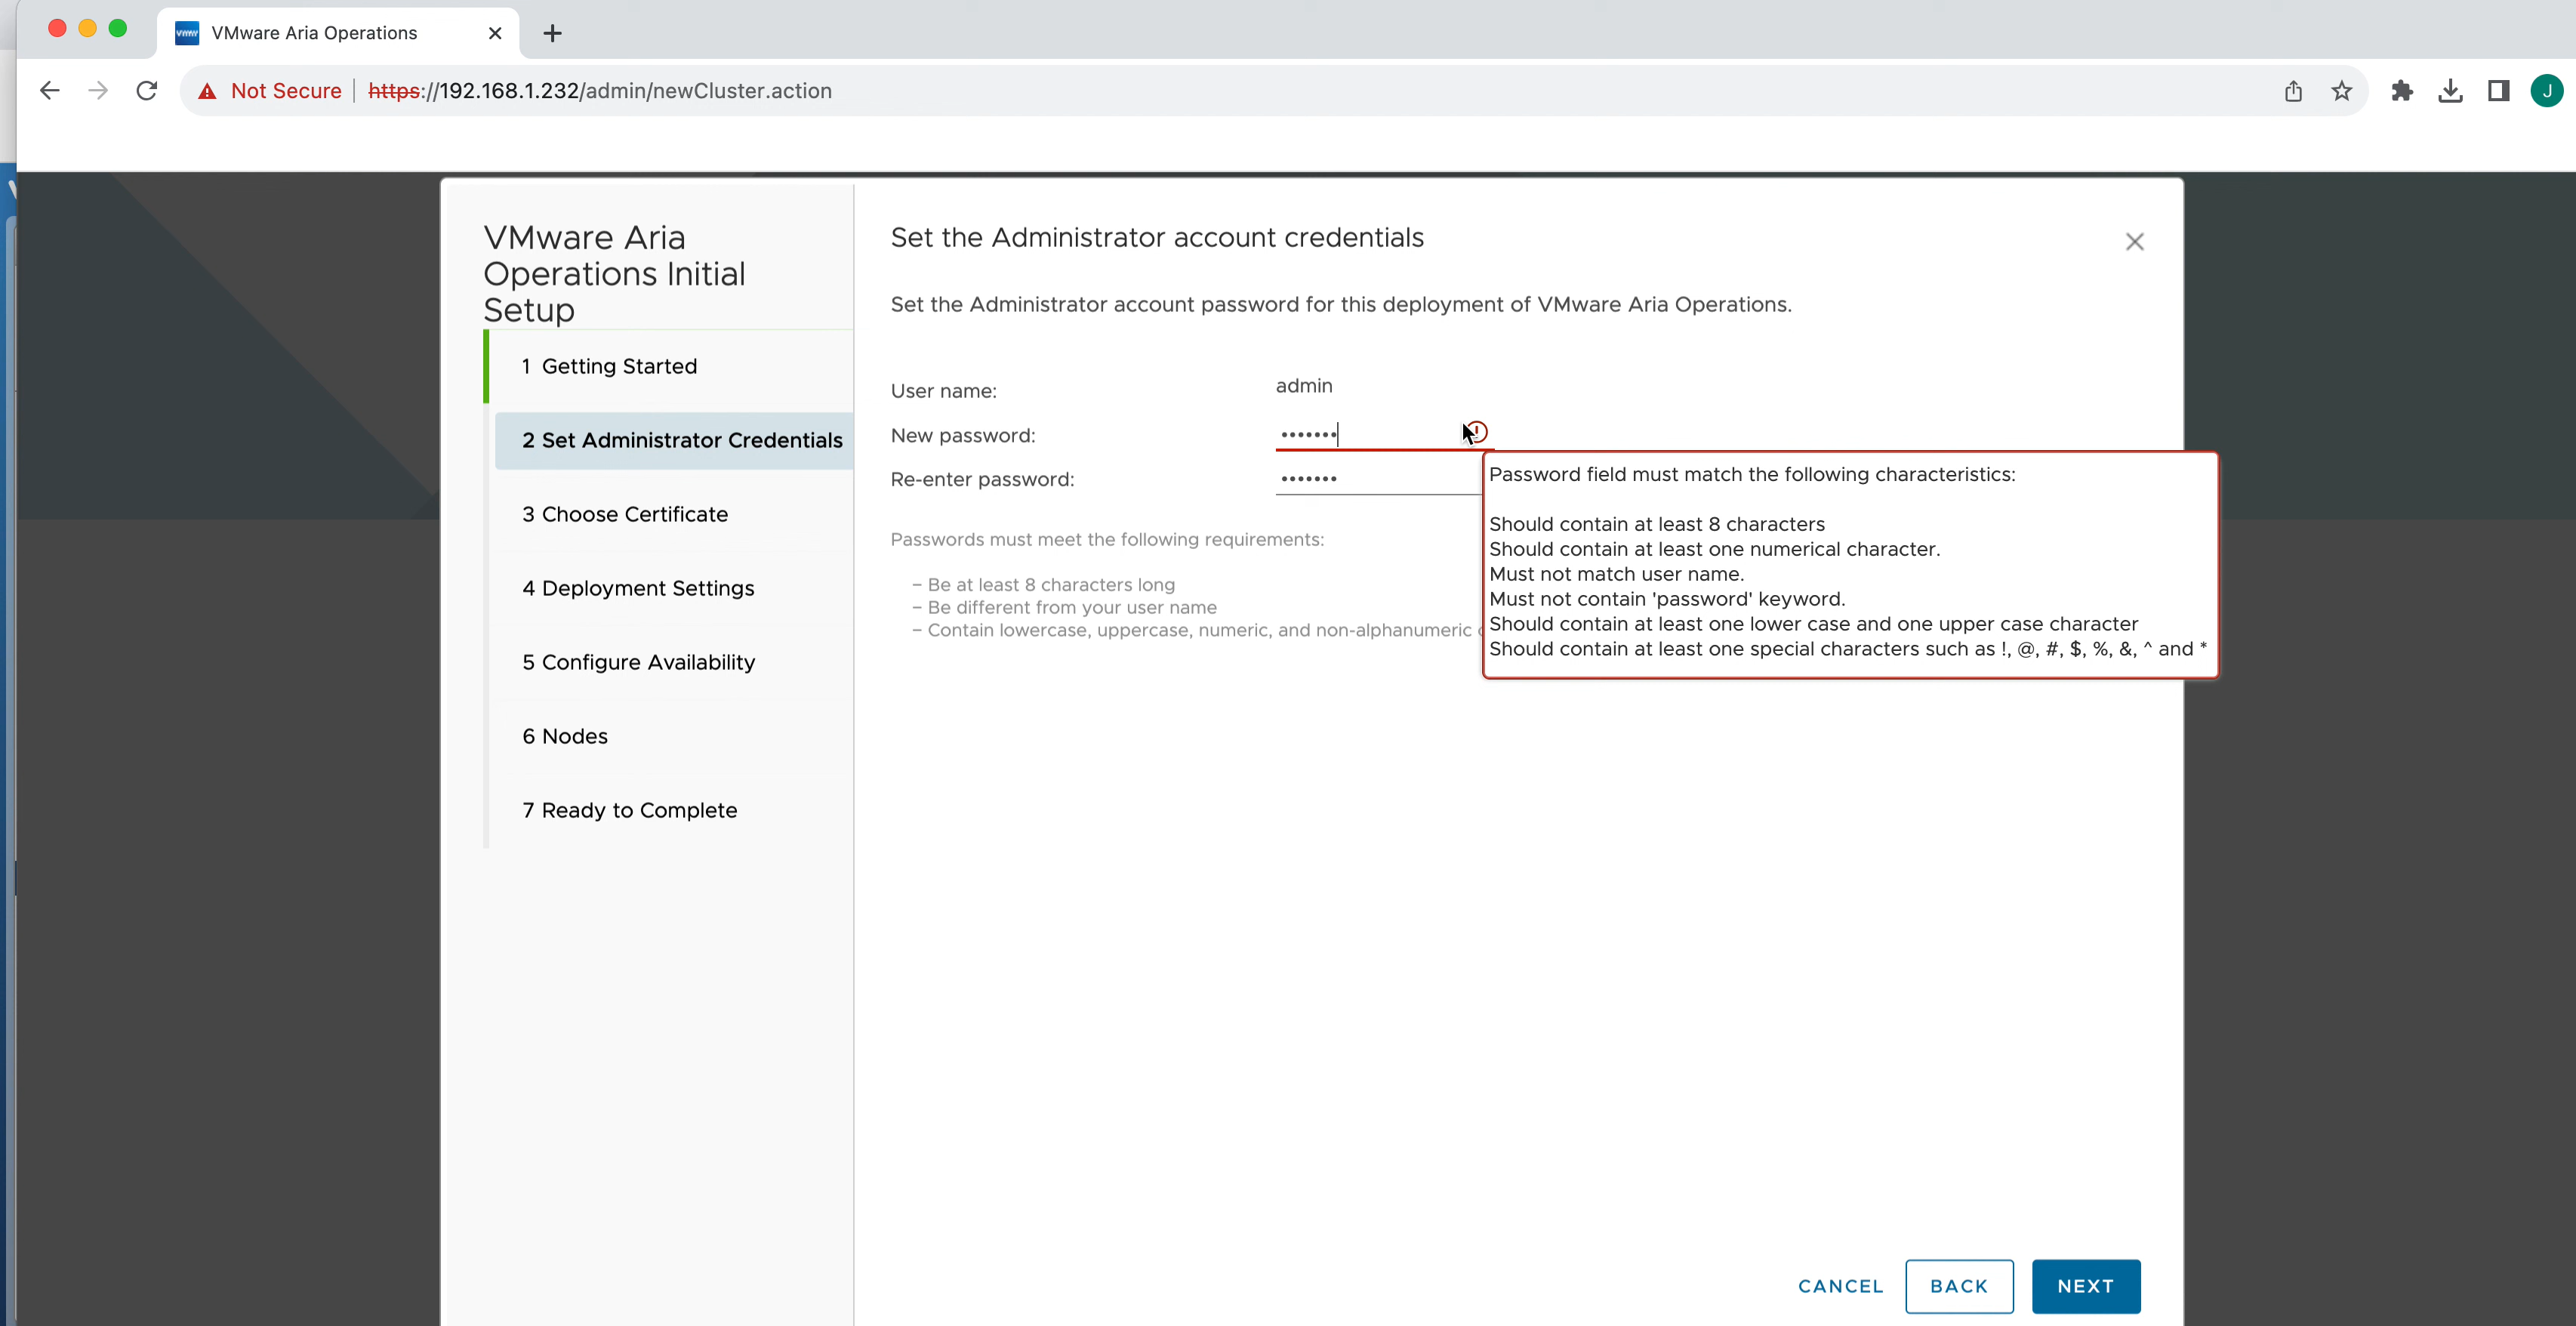 VMware Aria Operations
Not Secure
https://192.168.1.232/admin/newCluster.action
J
VMware Aria
Operations Initial
Setup
1 Getting Started
2 Set Administrator Credentials
3 Choose Certificate
4 Deployment Settings
5 Configure Availability
6 Nodes
7 Ready to Complete
Set the Administrator account credentials
Set the Administrator account password for this deployment of VMware Aria Operations.
User name:
admin
New password:
•••••••
Re-enter password:
•••••••
Passwords must meet the following requirements:
– Be at least 8 characters long
– Be different from your user name
– Contain lowercase, uppercase, numeric, and non-alphanumeric
Password field must match the following characteristics:
Should contain at least 8 characters
Should contain at least one numerical character.
Must not match user name.
Must not contain 'password' keyword.
Should contain at least one lower case and one upper case character
Should contain at least one special characters such as !, @, #, $, %, &, ^ and *
CANCEL
BACK
NEXT